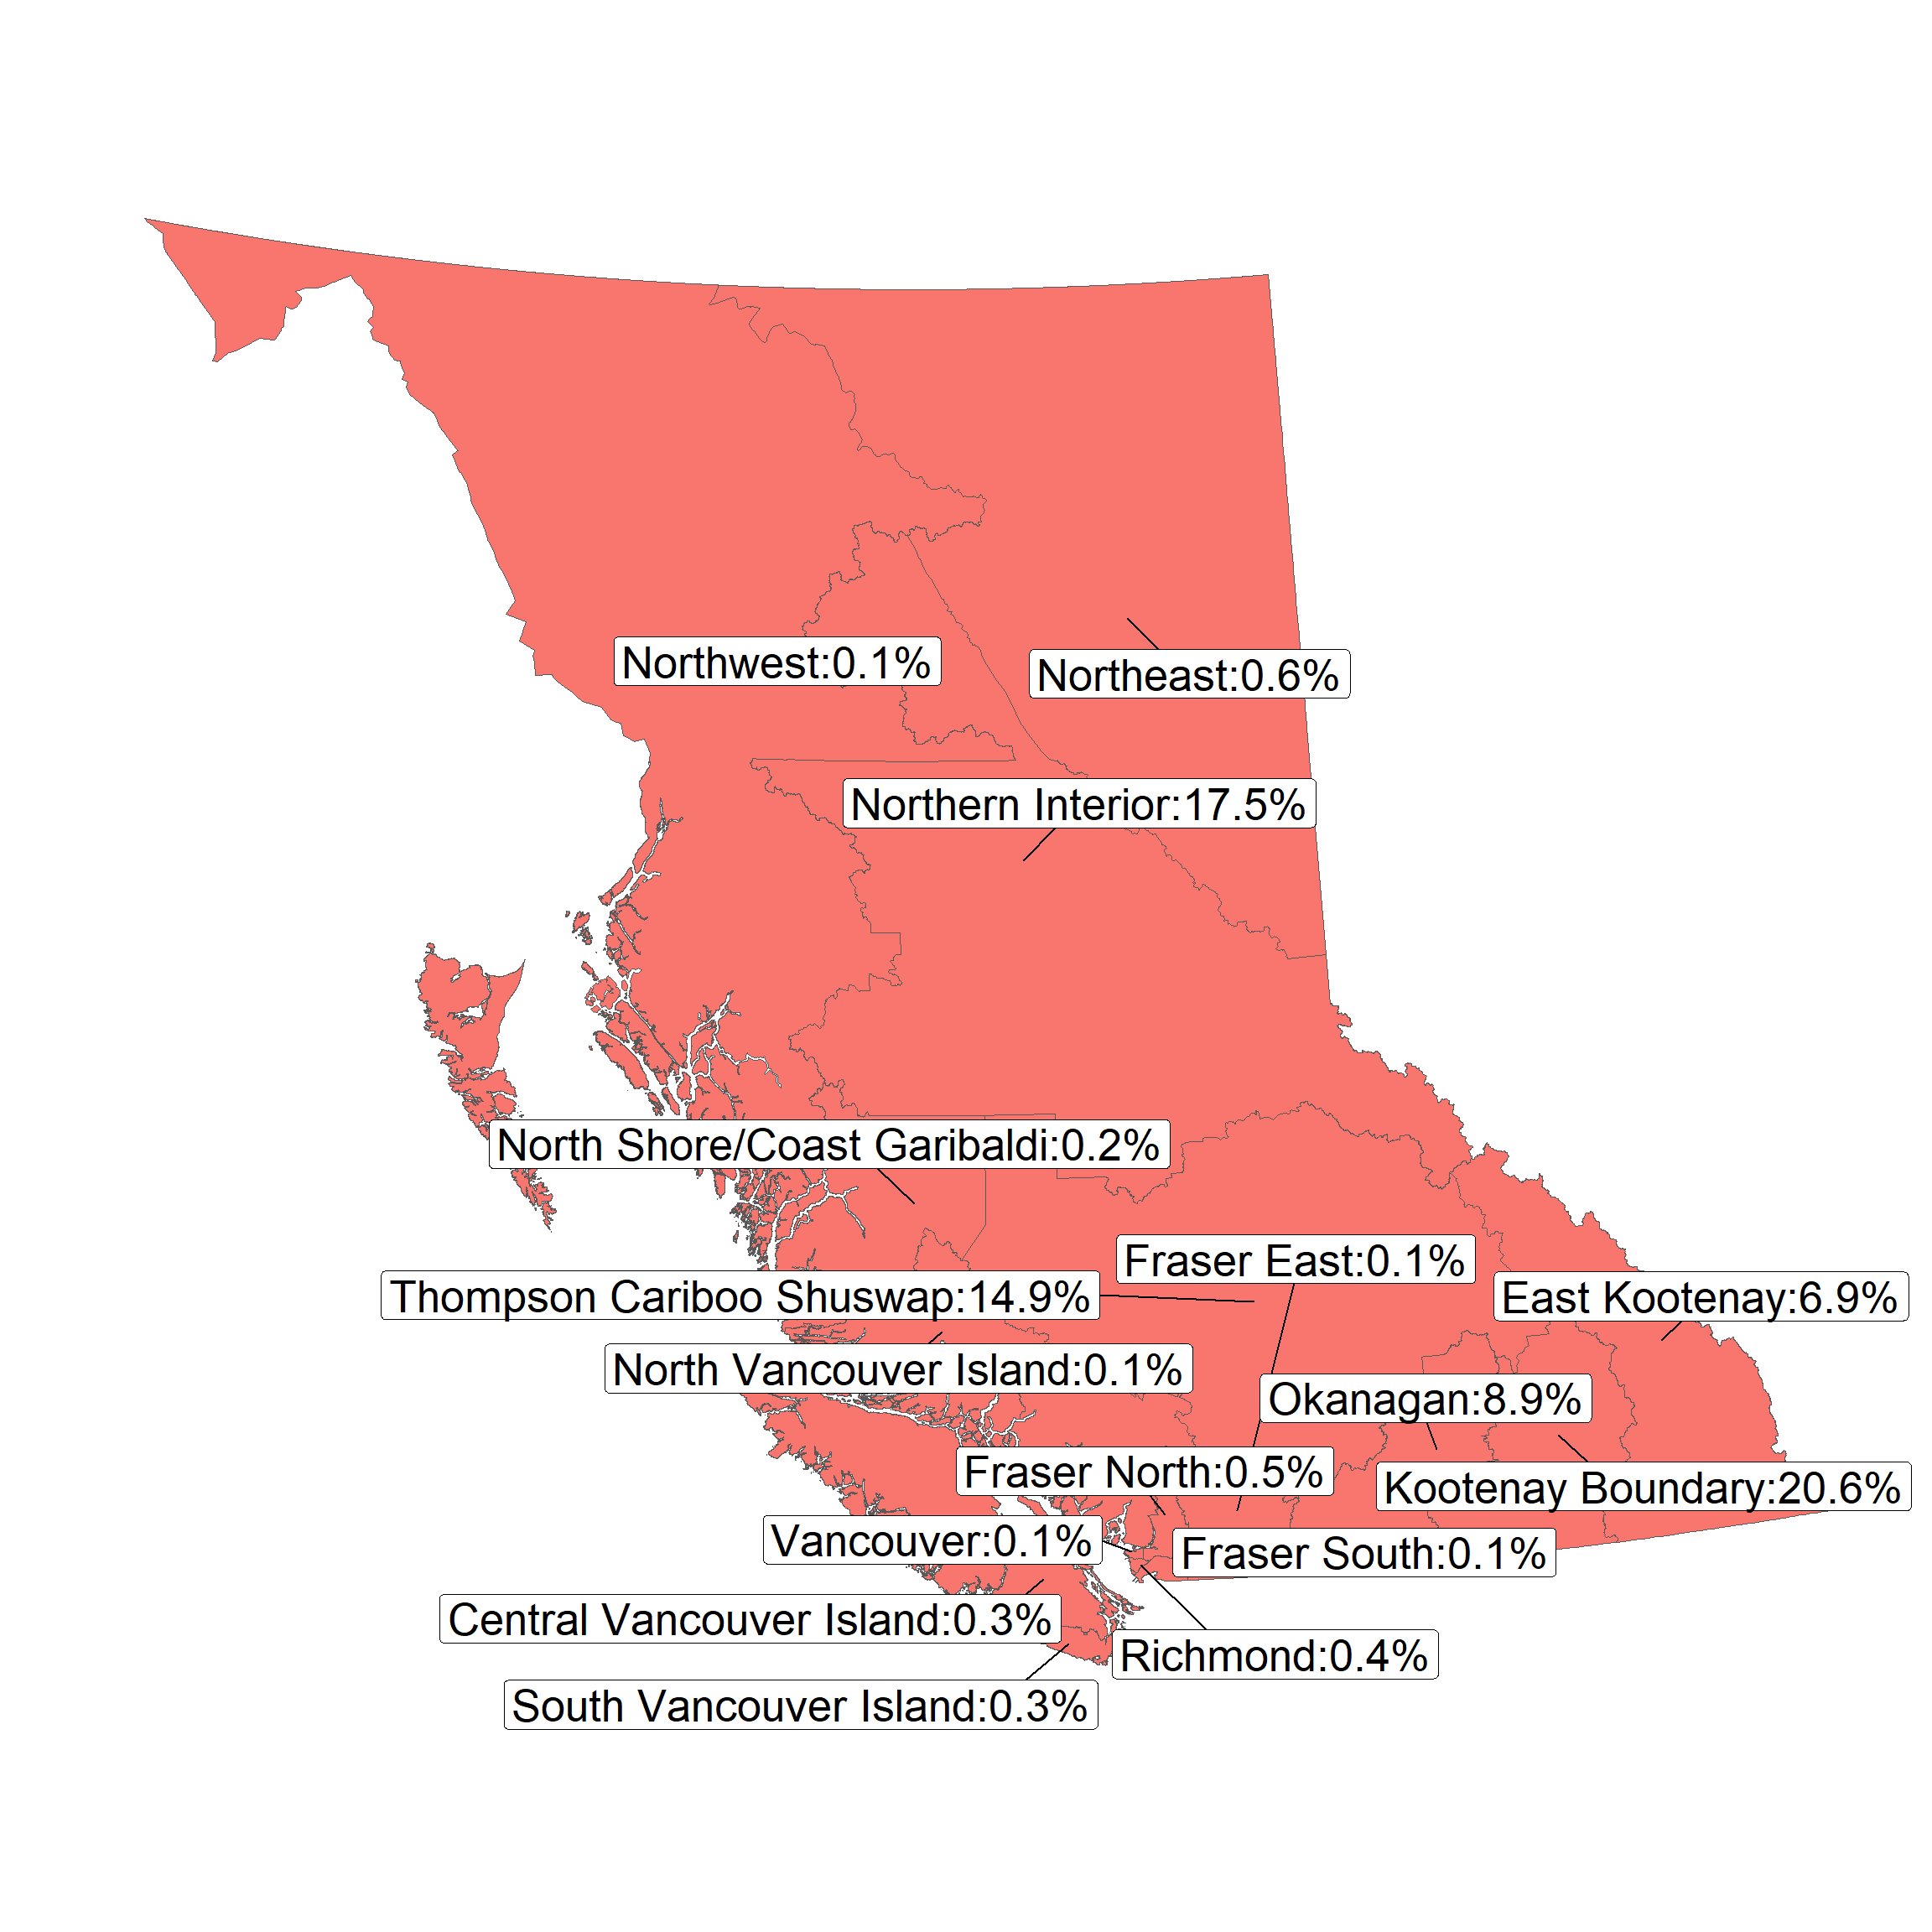 Northwest:0.1%
Northeast:0.6%
Northern Interior:17.5%
North Shore/Coast Garibaldi:0.2%
Fraser East:0.1%
Thompson Cariboo Shuswap:14.9%
East Kootenay:6.9%
North Vancouver Island:0.1%
Okanagan:8.9%
Fraser North:0.5%
Kootenay Boundary:20.6%
Vancouver:0.1%
Fraser South:0.1%
Central Vancouver Island:0.3%
Richmond:0.4%
South Vancouver Island:0.3%